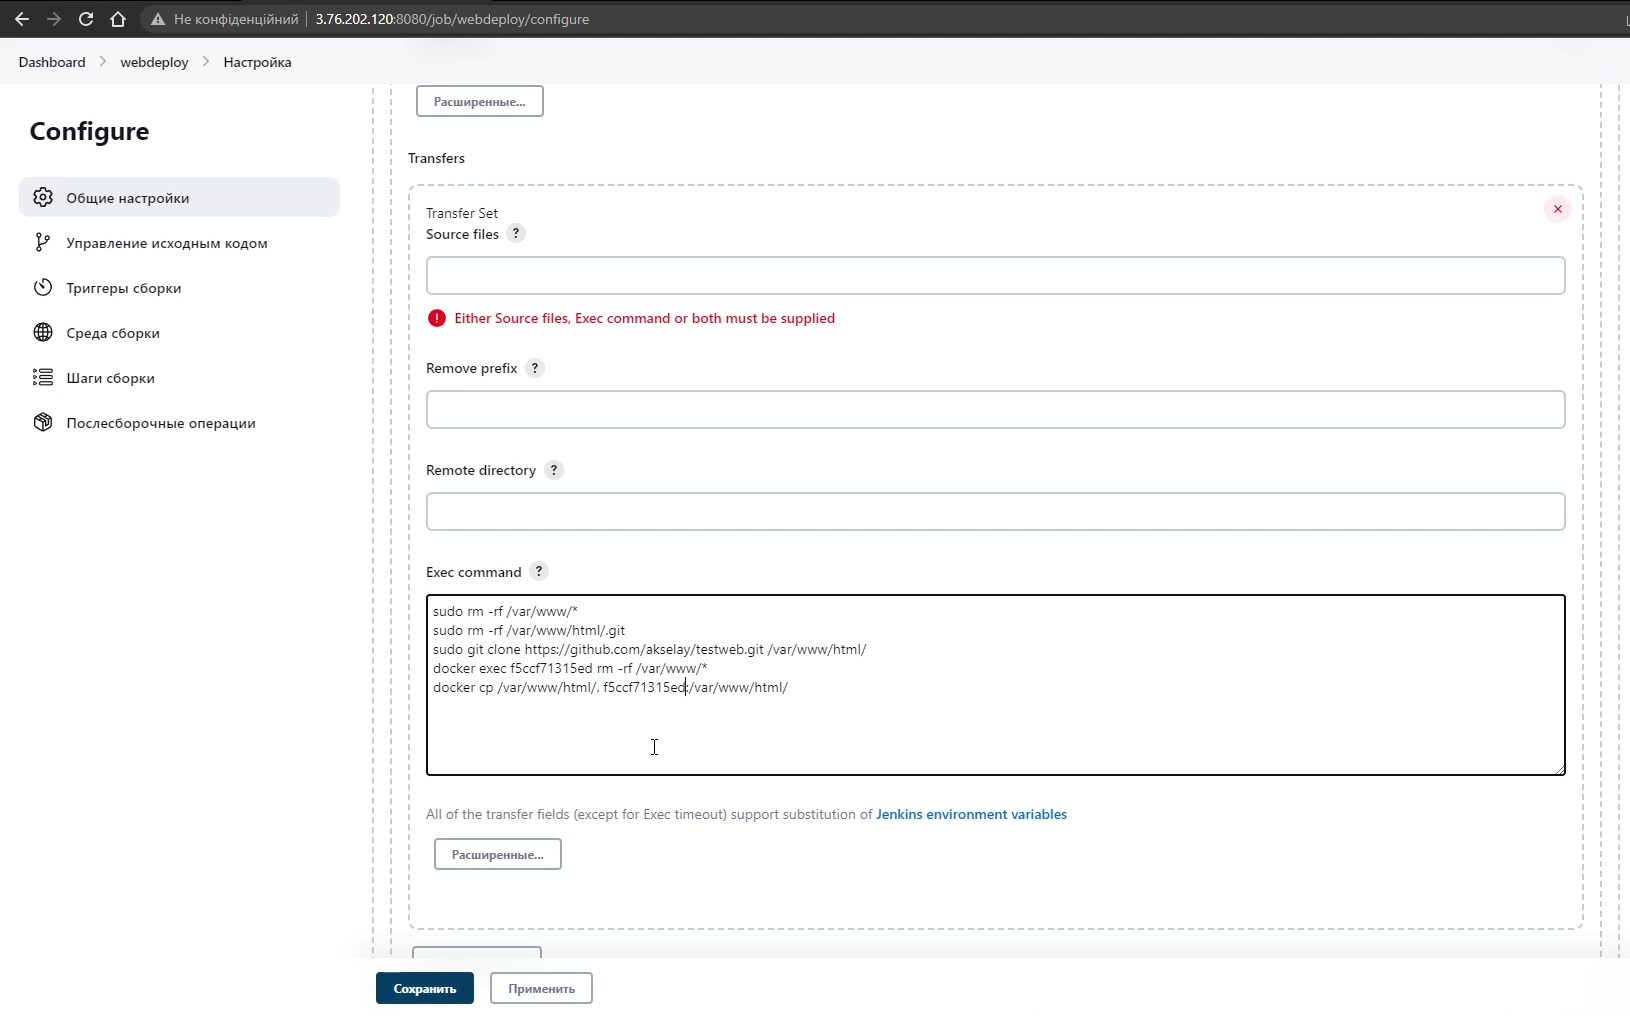 Не конфіденційний
3.76.202.120:8080/job/webdeploy/configure
Dashboard > webdeploy > Настройка
Configure
Общие настройки
Управление исходным кодом
Триггеры сборки
Среда сборки
Шаги сборки
Послесборочные операции
Расширенные...
Transfers
Transfer Set
Source files ?
Either Source files, Exec command or both must be supplied
Remove prefix ?
Remote directory ?
Exec command ?
sudo rm -rf /var/www/*
sudo rm -rf /var/www/html/.git
sudo git clone https://github.com/akselay/testweb.git /var/www/html/
docker exec f5ccf71315ed rm -rf /var/www/*
docker cp /var/www/html/. f5ccf71315ed:/var/www/html/
All of the transfer fields (except for Exec timeout) support substitution of Jenkins environment variables
Расширенные...
Сохранить
Применить